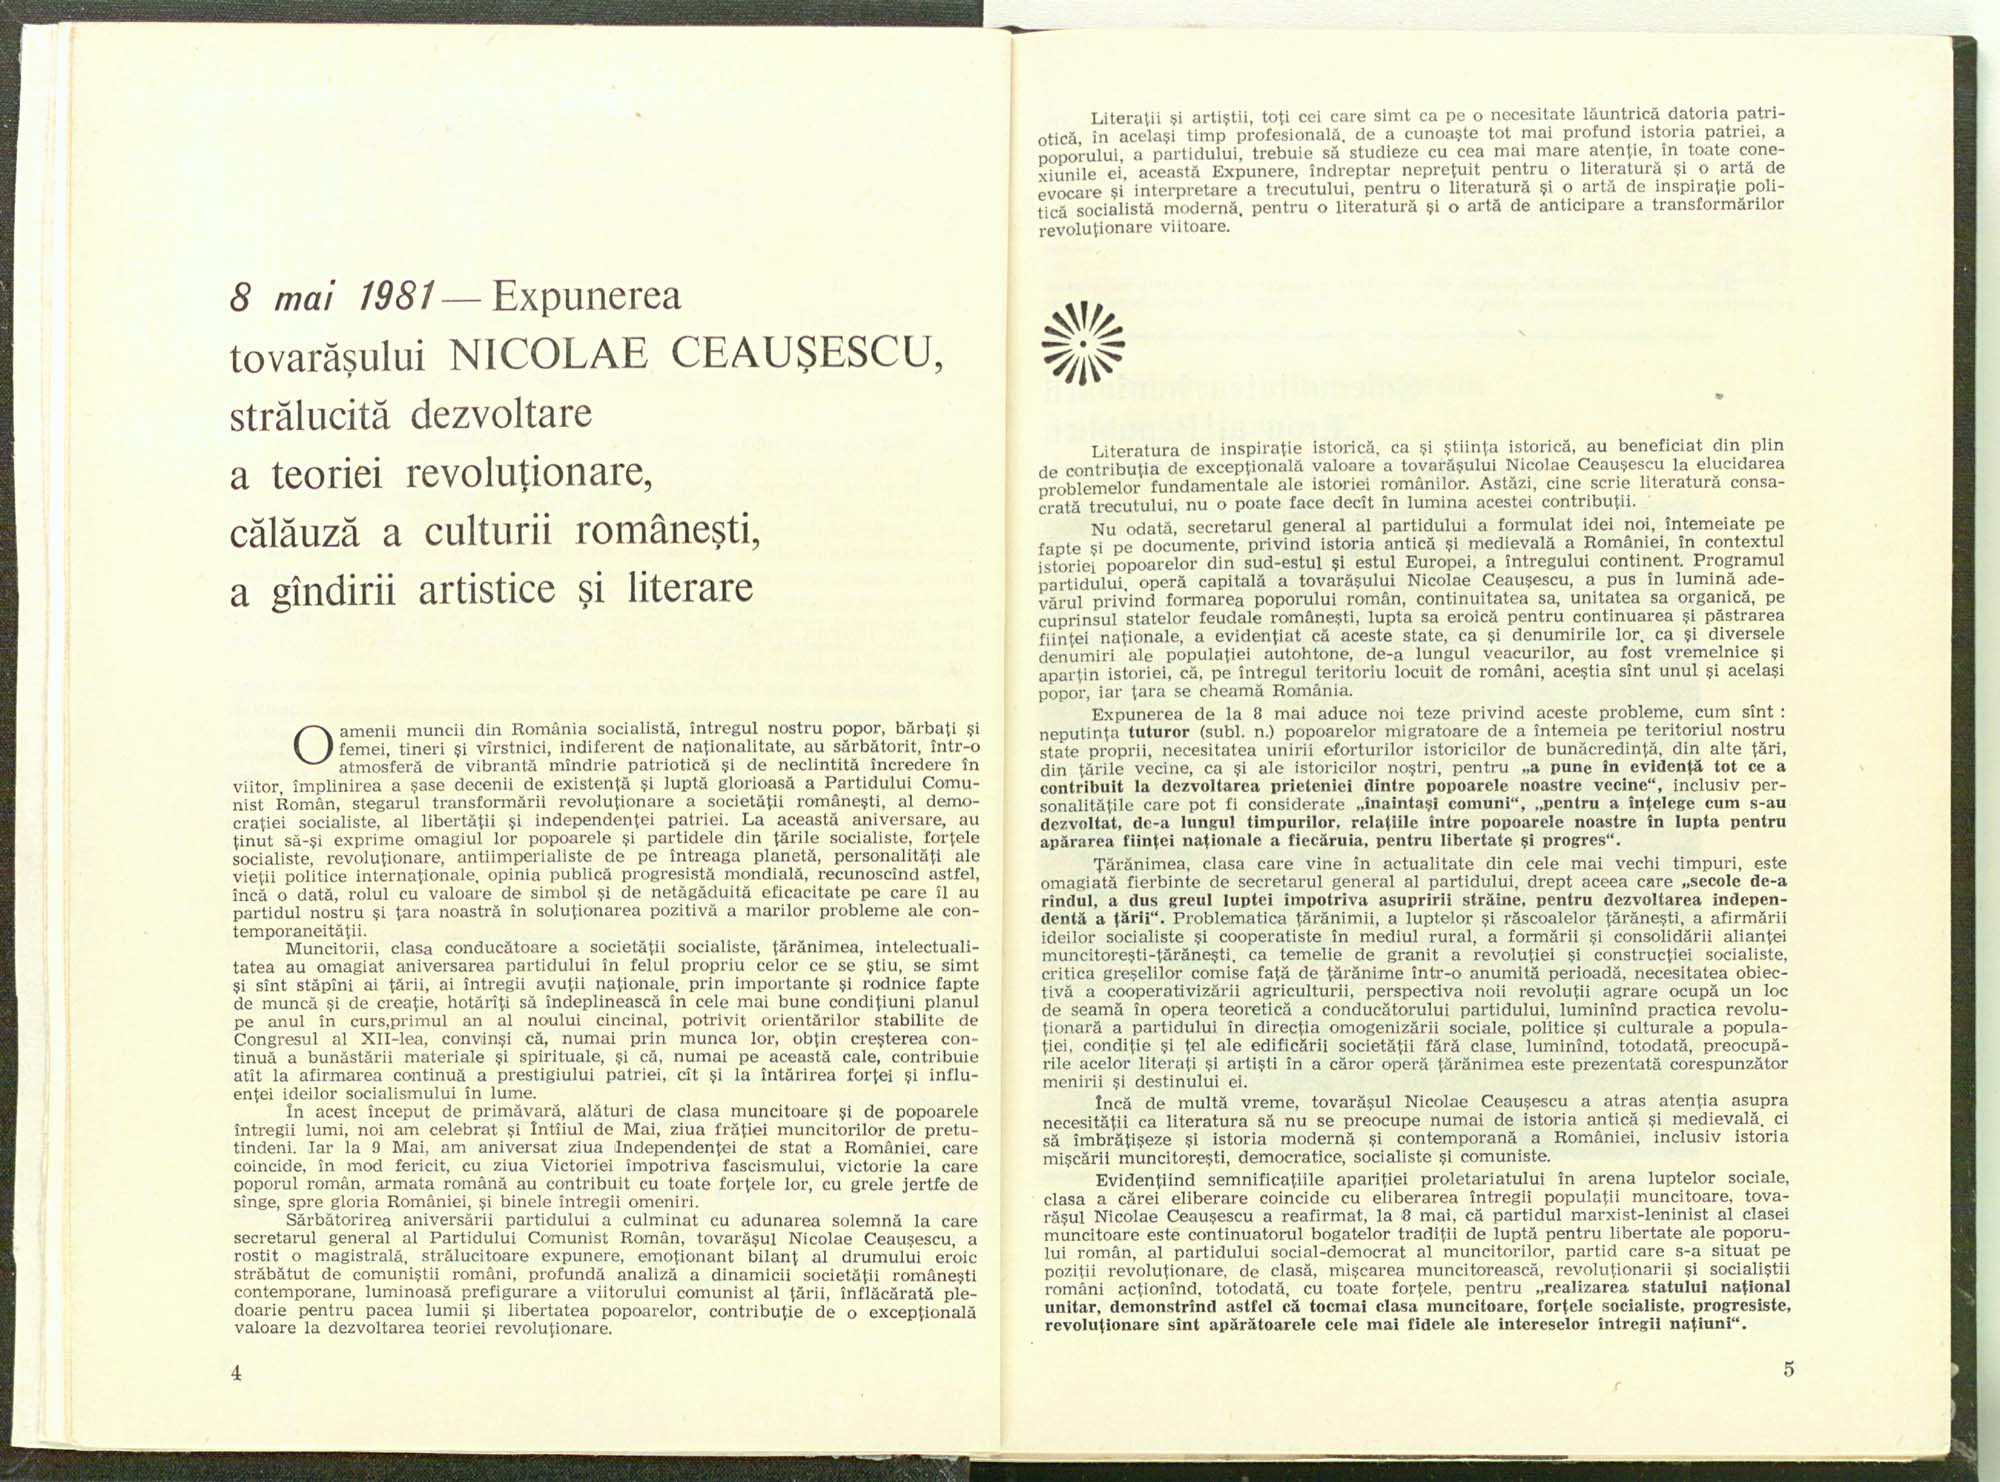 8 mai 1981 — Expunerea
tovarășului NICOLAE CEAUȘESCU,
strălucită dezvoltare
a teoriei revoluționare,
călăuză a culturii românești,
a gîndirii artistice și literare
Oamenii muncii din România socialistă, întregul nostru popor, bărbați și
femei, tineri și vîrstnici, indiferent de naționalitate, au sărbătorit, într-o
atmosferă de vibrantă mîndrie patriotică și de neclintită încredere în
viitor, împlinirea a șase decenii de existență și luptă glorioasă a Partidului Comu-
nist Român, stegarul transformării revoluționare a societății românești, al demo-
crației socialiste, al libertății și independenței patriei. La această aniversare, au
ținut să-și exprime omagiul lor popoarele și partidele din țările socialiste, forțele
socialiste, revoluționare, antiimperialiste de pe întreaga planetă, personalități ale
vieții politice internaționale, opinia publică progresistă mondială, recunoscînd astfel,
încă o dată, rolul cu valoare de simbol și de netăgăduită eficacitate pe care îl au
partidul nostru și țara noastră în soluționarea pozitivă a marilor probleme ale con-
temporaneității.
Muncitorii, clasa conducătoare a societății socialiste, țărănimea, intelectuali-
tatea au omagiat aniversarea partidului în felul propriu celor ce se știu, se simt
și sînt stăpîni ai țării, ai întregii avuții naționale, prin importante și rodnice fapte
de muncă și de creație, hotărîți să îndeplinească în cele mai bune condițiuni planul
pe anul în curs,primul an al noului cincinal, potrivit orientărilor stabilite de
Congresul al XII-lea, convinși că, numai prin munca lor, obțin creșterea con-
tinuă a bunăstării materiale și spirituale, și că, numai pe această cale, contribuie
atît la afirmarea continuă a prestigiului patriei, cît și la întărirea forței și influ-
enței ideilor socialismului în lume.
În acest început de primăvară, alături de clasa muncitoare și de popoarele
întregii lumi, noi am celebrat și Întîiul de Mai, ziua frăției muncitorilor de pretu-
tindeni. Iar la 9 Mai, am aniversat ziua Independenței de stat a României, care
coincide, în mod fericit, cu ziua Victoriei împotriva fascismului, victorie la care
poporul român, armata română au contribuit cu toate forțele lor, cu grele jertfe de
sînge, spre gloria României, și binele întregii omeniri.
Sărbătorirea aniversării partidului a culminat cu adunarea solemnă la care
secretarul general al Partidului Comunist Român, tovarășul Nicolae Ceaușescu, a
rostit o magistrală, strălucitoare expunere, emoționant bilanț al drumului eroic
străbătut de comuniștii români, profundă analiză a dinamicii societății românești
contemporane, luminoasă prefigurare a viitorului comunist al țării, înflăcărată ple-
doarie pentru pacea lumii și libertatea popoarelor, contribuție de o excepțională
valoare la dezvoltarea teoriei revoluționare.
4
Literații și artiștii, toți cei care simt ca pe o necesitate lăuntrică datoria patri-
otică, în același timp profesională, de a cunoaște tot mai profund istoria patriei, a
poporului, a partidului, trebuie să studieze cu cea mai mare atenție, în toate cone-
xiunile ei, această Expunere, îndreptar neprețuit pentru o literatură și o artă de
evocare și interpretare a trecutului, pentru o literatură și o artă de inspirație poli-
tică socialistă modernă, pentru o literatură și o artă de anticipare a transformărilor
revoluționare viitoare.
Literatura de inspirație istorică, ca și știința istorică, au beneficiat din plin
de contribuția de excepțională valoare a tovarășului Nicolae Ceaușescu la elucidarea
problemelor fundamentale ale istoriei românilor. Astăzi, cine scrie literatură consa-
crată trecutului, nu o poate face decît în lumina acestei contribuții.
Nu odată, secretarul general al partidului a formulat idei noi, întemeiate pe
fapte și pe documente, privind istoria antică și medievală a României, în contextul
istoriei popoarelor din sud-estul și estul Europei, a întregului continent. Programul
partidului, operă capitală a tovarășului Nicolae Ceaușescu, a pus în lumină ade-
vărul privind formarea poporului român, continuitatea sa, unitatea sa organică, pe
cuprinsul statelor feudale românești, lupta sa eroică pentru continuarea și păstrarea
ființei naționale, a evidențiat că aceste state, ca și denumirile lor, ca și diversele
denumiri ale populației autohtone, de-a lungul veacurilor, au fost vremelnice și
aparțin istoriei, că, pe întregul teritoriu locuit de români, aceștia sînt unul și același
popor, iar țara se cheamă România.
Expunerea de la 8 mai aduce noi teze privind aceste probleme, cum sînt :
neputința tuturor (subl. n.) popoarelor migratoare de a întemeia pe teritoriul nostru
state proprii, necesitatea unirii eforturilor istoricilor de bunăcredință, din alte țări,
din țările vecine, ca și ale istoricilor noștri, pentru „a pune în evidență tot ce a
contribuit la dezvoltarea prieteniei dintre popoarele noastre vecine“, inclusiv per-
sonalitățile care pot fi considerate „înaintași comuni“, „pentru a înțelege cum s-au
dezvoltat, de-a lungul timpurilor, relațiile între popoarele noastre în lupta pentru
apărarea ființei naționale a fiecăruia, pentru libertate și progres“.
Țărănimea, clasa care vine în actualitate din cele mai vechi timpuri, este
omagiată fierbinte de secretarul general al partidului, drept aceea care „secole de-a
rîndul, a dus greul luptei împotriva asupririi străine, pentru dezvoltarea indepen-
dentă a țării“. Problematica țărănimii, a luptelor și răscoalelor țărănești, a afirmării
ideilor socialiste și cooperatiste în mediul rural, a formării și consolidării alianței
muncitorești-țărănești, ca temelie de granit a revoluției și construcției socialiste,
critica greșelilor comise față de țărănime într-o anumită perioadă, necesitatea obiec-
tivă a cooperativizării agriculturii, perspectiva noii revoluții agrare ocupă un loc
de seamă în opera teoretică a conducătorului partidului, luminînd practica revolu-
ționară a partidului în direcția omogenizării sociale, politice și culturale a popula-
ției, condiție și țel ale edificării societății fără clase, luminînd, totodată, preocupă-
rile acelor literați și artiști în a căror operă țărănimea este prezentată corespunzător
menirii și destinului ei.
Încă de multă vreme, tovarășul Nicolae Ceaușescu a atras atenția asupra
necesității ca literatura să nu se preocupe numai de istoria antică și medievală, ci
să îmbrățișeze și istoria modernă și contemporană a României, inclusiv istoria
mișcării muncitorești, democratice, socialiste și comuniste.
Evidențiind semnificațiile apariției proletariatului în arena luptelor sociale,
clasa a cărei eliberare coincide cu eliberarea întregii populații muncitoare, tova-
rășul Nicolae Ceaușescu a reafirmat, la 8 mai, că partidul marxist-leninist al clasei
muncitoare este continuatorul bogatelor tradiții de luptă pentru libertate ale poporu-
lui român, al partidului social-democrat al muncitorilor, partid care s-a situat pe
poziții revoluționare, de clasă, mișcarea muncitorească, revoluționarii și socialiștii
români acționînd, totodată, cu toate forțele, pentru „realizarea statului național
unitar, demonstrînd astfel că tocmai clasa muncitoare, forțele socialiste, progresiste,
revoluționare sînt apărătoarele cele mai fidele ale intereselor întregii națiuni“.
5